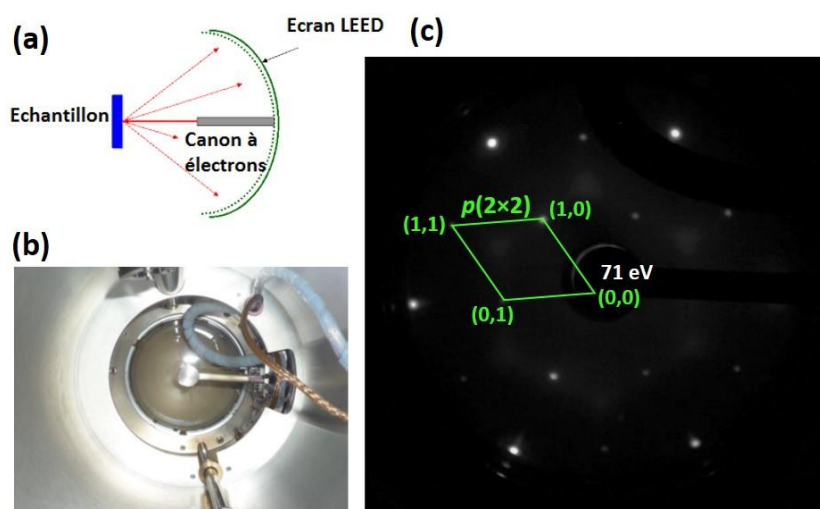 (a)
Ecran LEED
Echantillon
Canon à
électrons
(b)
(c)
p(2×2)
(1,1)
(1,0)
71 eV
(0,1)
(0,0)